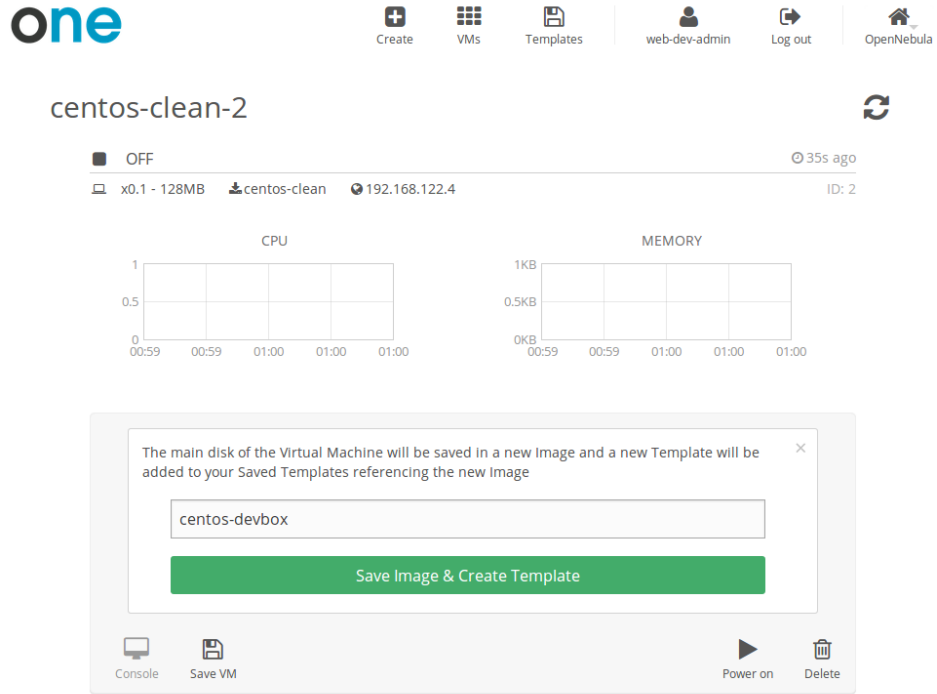 one
Create VMs Templates web-dev-admin Log out OpenNebula
centos-clean-2
OFF 35s ago
x0.1 - 128MB centos-clean 192.168.122.4 ID: 2
CPU MEMORY
1 1KB
0.5 0.5KB
0 0KB
00:59 00:59 01:00 01:00 01:00 00:59 00:59 01:00 01:00 01:00
The main disk of the Virtual Machine will be saved in a new Image and a new Template will be
added to your Saved Templates referencing the new Image
×
centos-devbox
Save Image & Create Template
Console Save VM Power on Delete